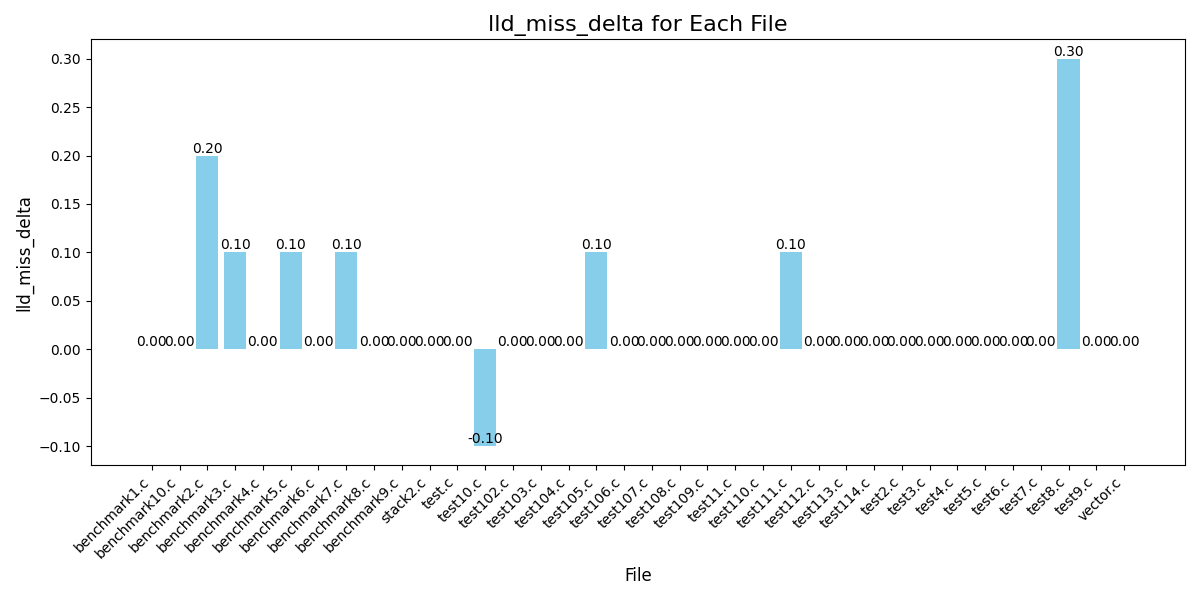 lld_miss_delta for Each File
lld_miss_delta
0.30
0.25
0.20
0.15
0.10
0.05
0.00
−0.05
−0.10
0.00
0.00
0.20
0.10
0.00
0.10
0.00
0.10
0.00
0.00
0.00
0.00
-0.10
0.00
0.00
0.00
0.10
0.00
0.00
0.00
0.00
0.00
0.00
0.10
0.00
0.00
0.00
0.00
0.00
0.00
0.00
0.00
0.00
0.30
0.00
0.00
benchmark1.c
benchmark10.c
benchmark2.c
benchmark3.c
benchmark4.c
benchmark5.c
benchmark6.c
benchmark7.c
benchmark8.c
benchmark9.c
stack2.c
test.c
test10.c
test102.c
test103.c
test104.c
test105.c
test106.c
test107.c
test108.c
test109.c
test11.c
test110.c
test111.c
test112.c
test113.c
test114.c
test2.c
test3.c
test4.c
test5.c
test6.c
test7.c
test8.c
test9.c
vector.c
File